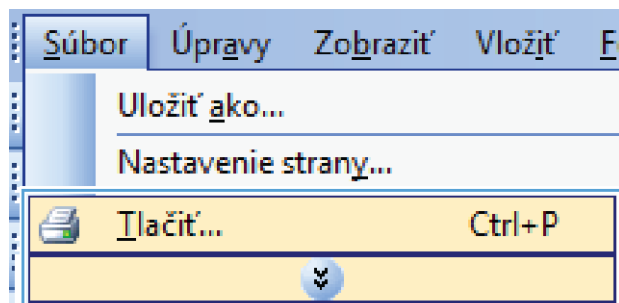 Súbor Úpravy Zobraziť Vložiť
Uložiť ako...
Nastavenie strany...
Tlačiť... Ctrl+P